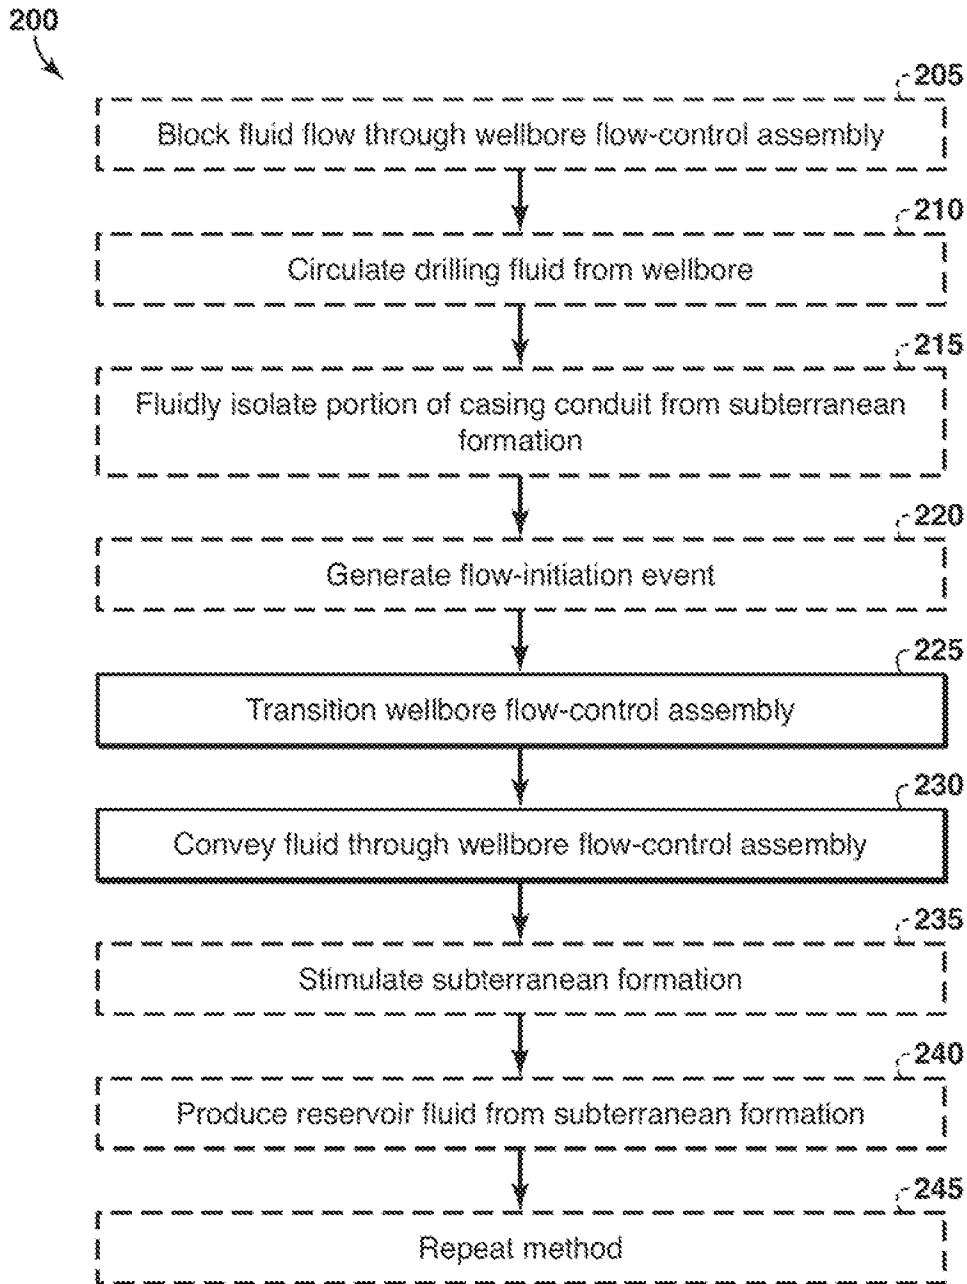 200
205
Block fluid flow through wellbore flow-control assembly
210
Circulate drilling fluid from wellbore
215
Fluidly isolate portion of casing conduit from subterranean
formation
220
Generate flow-initiation event
225
Transition wellbore flow-control assembly
230
Convey fluid through wellbore flow-control assembly
235
Stimulate subterranean formation
240
Produce reservoir fluid from subterranean formation
245
Repeat method